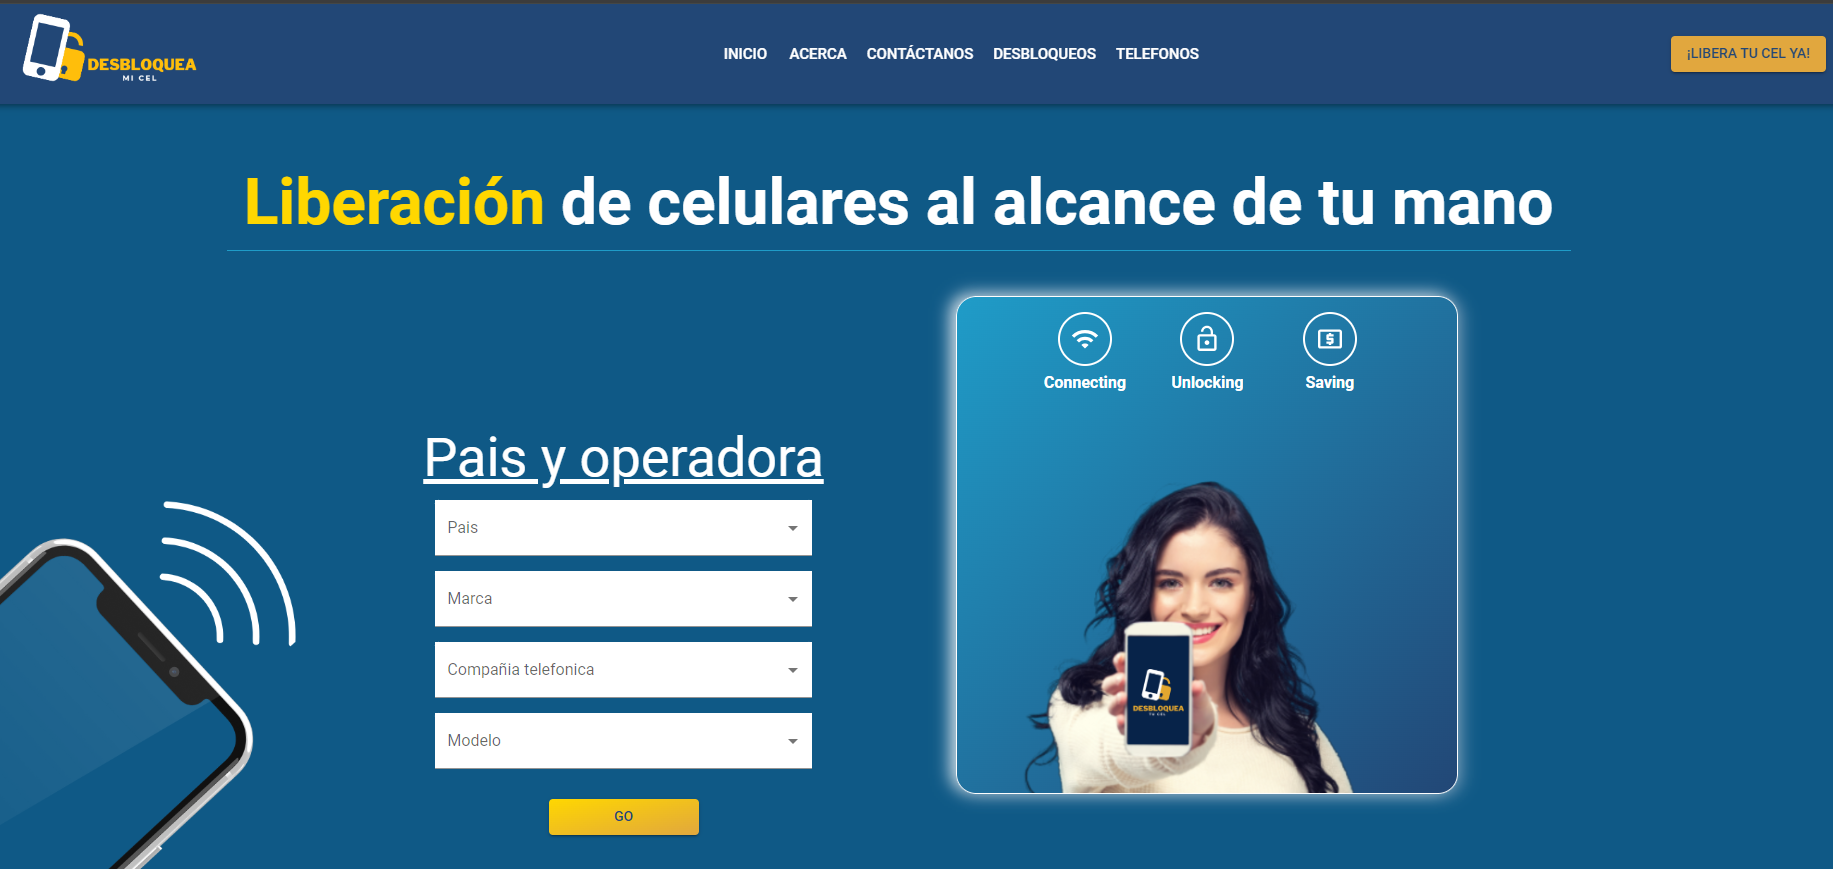 DESBLOQUEA
MI CEL
INICIO ACERCA CONTÁCTANOS DESBLOQUEOS TELEFONOS
¡LIBERA TU CEL YA!
Liberación de celulares al alcance de tu mano
Connecting Unlocking Saving
Pais y operadora
Pais
Marca
Compañia telefonica
Modelo
GO
DESBLOQUEA
TU CEL